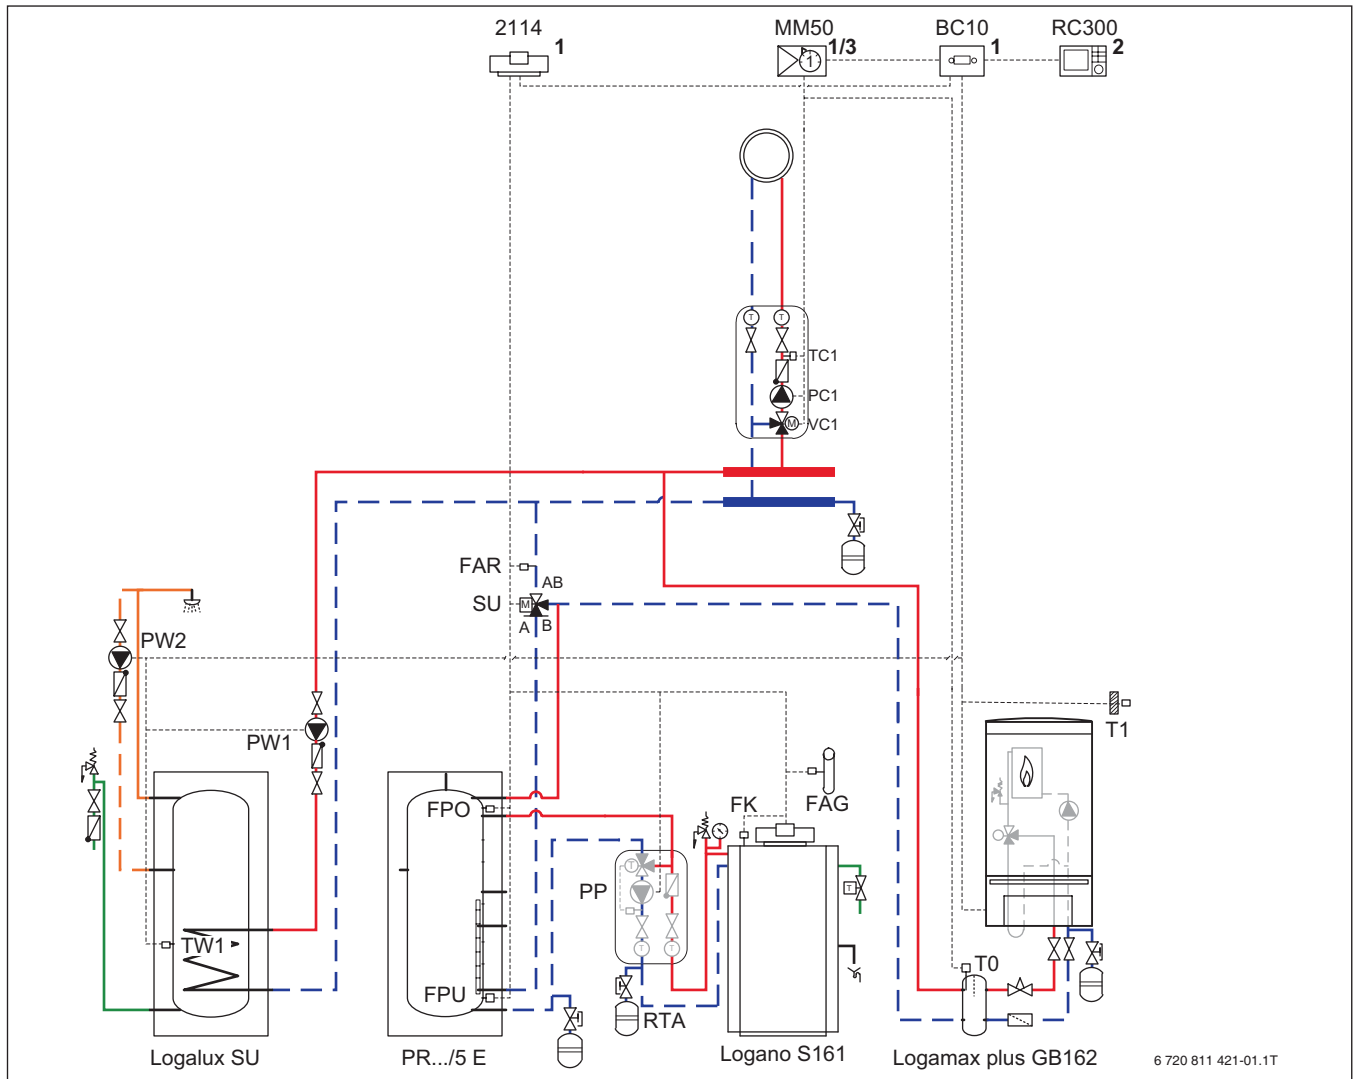 2114
1
MM50
1/3
1
BC10
1
RC300
2
T
T
TC1
PC1
M
VC1
FAR
AB
SU
M
A
B
PW2
PW1
T1
FPO
FK
FAG
T
PP
T
TW1
T
T
T0
FPU
RTA
Logalux SU
PR.../5 E
Logano S161
Logamax plus GB162
6 720 811 421-01.1T